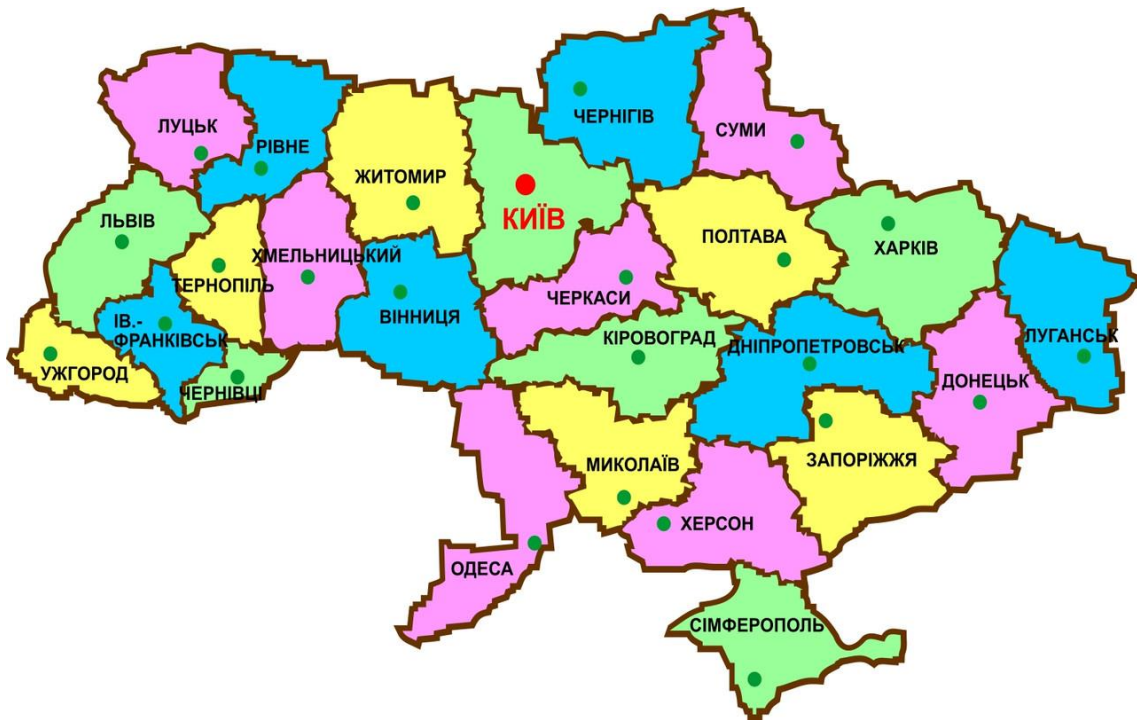 ЧЕРНІГІВ
ЛУЦЬК
СУМИ
РІВНЕ
ЖИТОМИР
КИЇВ
ЛЬВІВ
ПОЛТАВА
ХАРКІВ
ХМЕЛЬНИЦЬКИЙ
ТЕРНОПІЛЬ
ЧЕРКАСИ
ВІННИЦЯ
ІВ.-
ФРАНКІВСЬК
КІРОВОГРАД
ДНІПРОПЕТРОВСЬК
ЛУГАНСЬК
УЖГОРОД
ДОНЕЦЬК
ЧЕРНІВЦІ
ЗАПОРІЖЖЯ
МИКОЛАЇВ
ХЕРСОН
ОДЕСА
СІМФЕРОПОЛЬ